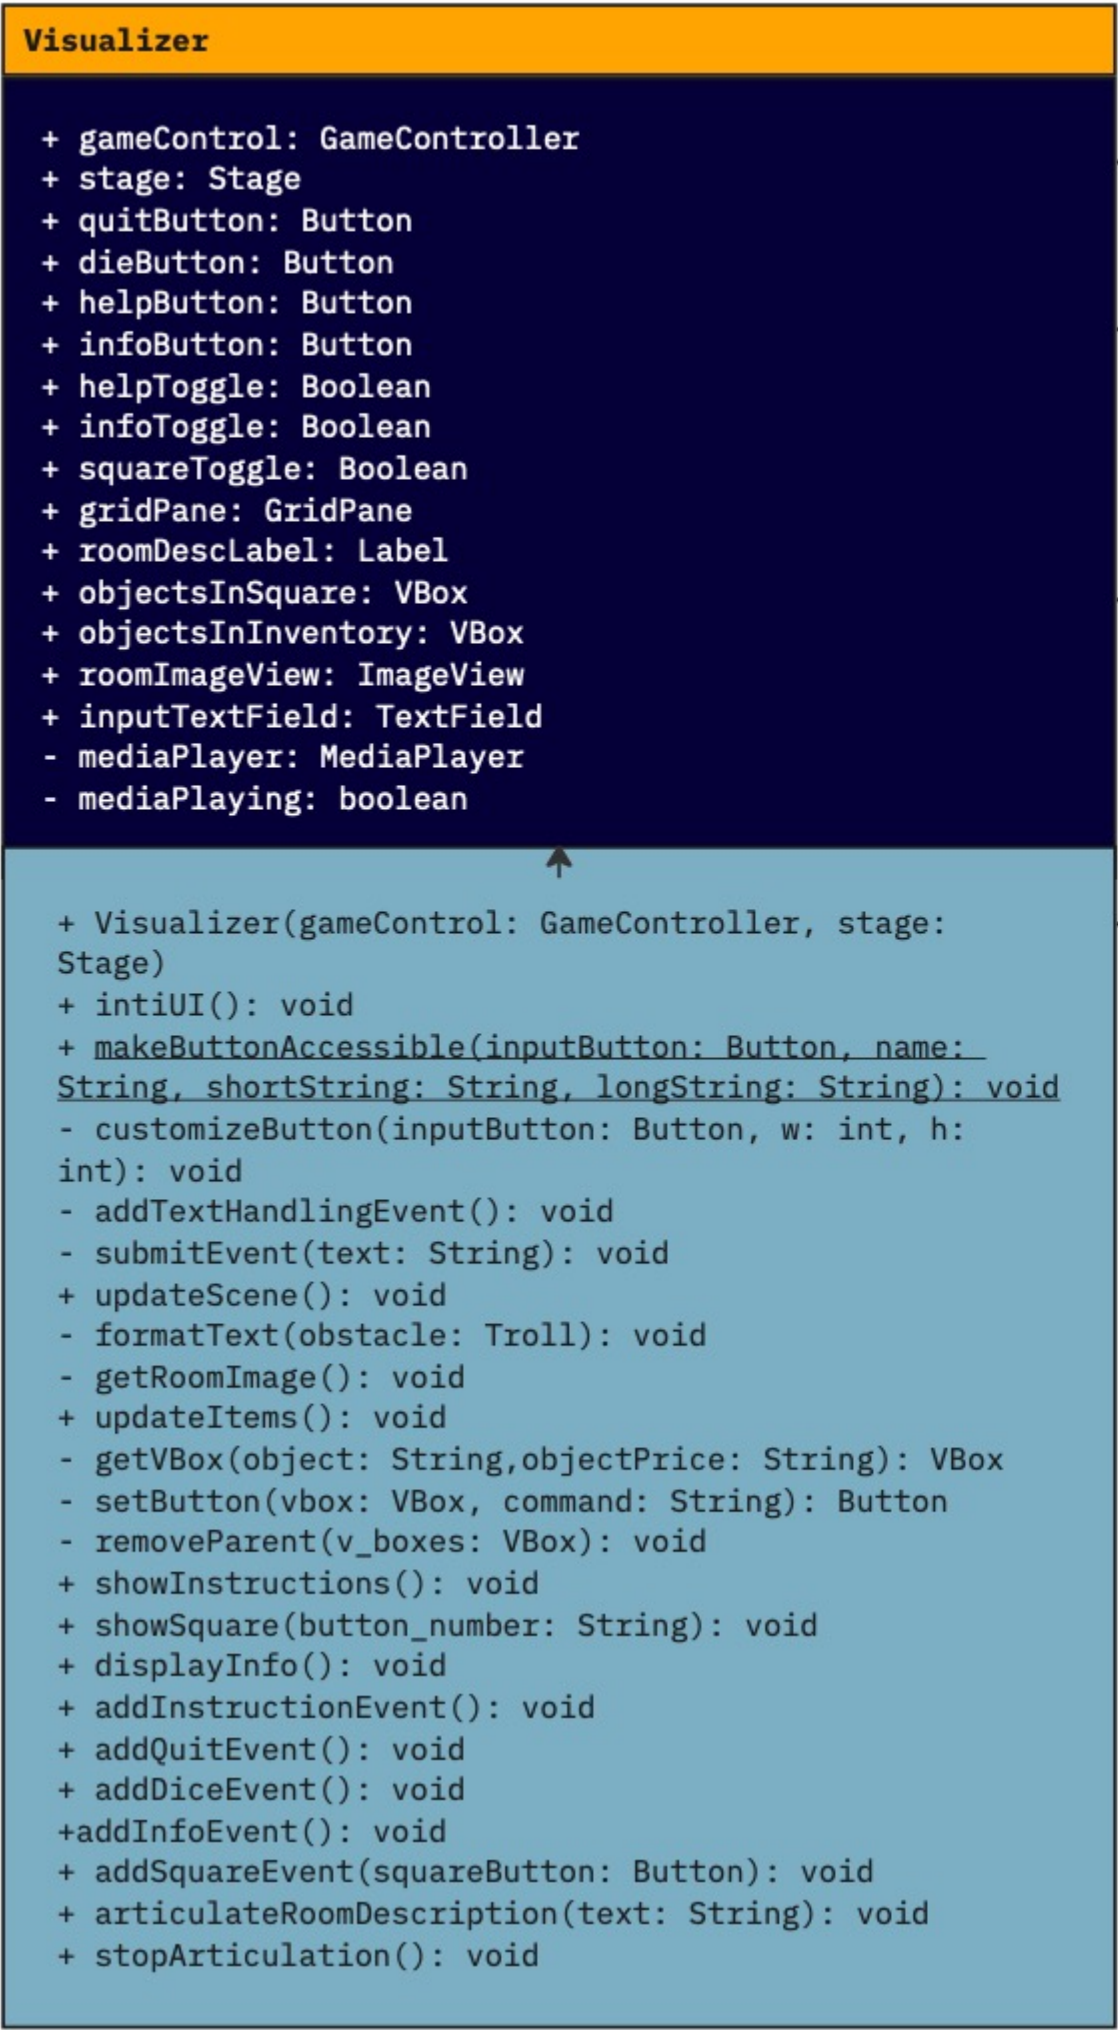 Visualizer
+ gameControl: GameController
+ stage: Stage
+ quitButton: Button
+ dieButton: Button
+ helpButton: Button
+ infoButton: Button
+ helpToggle: Boolean
+ infoToggle: Boolean
+ squareToggle: Boolean
+ gridPane: GridPane
+ roomDescLabel: Label
+ objectsInSquare: VBox
+ objectsInInventory: VBox
+ roomImageView: ImageView
+ inputTextField: TextField
- mediaPlayer: MediaPlayer
- mediaPlaying: boolean
+ Visualizer(gameControl: GameController, stage:
Stage)
+ intiUI(): void
+ makeButtonAccessible(inputButton: Button, name:
String, shortString: String, longString: String): void
- customizeButton(inputButton: Button, w: int, h:
int): void
- addTextHandlingEvent(): void
- submitEvent(text: String): void
+ updateScene(): void
- formatText(obstacle: Troll): void
- getRoomImage(): void
+ updateItems(): void
- getVBox(object: String,objectPrice: String): VBox
- setButton(vbox: VBox, command: String): Button
- removeParent(v_boxes: VBox): void
+ showInstructions(): void
+ showSquare(button_number: String): void
+ displayInfo(): void
+ addInstructionEvent(): void
+ addQuitEvent(): void
+ addDiceEvent(): void
+addInfoEvent(): void
+ addSquareEvent(squareButton: Button): void
+ articulateRoomDescription(text: String): void
+ stopArticulation(): void